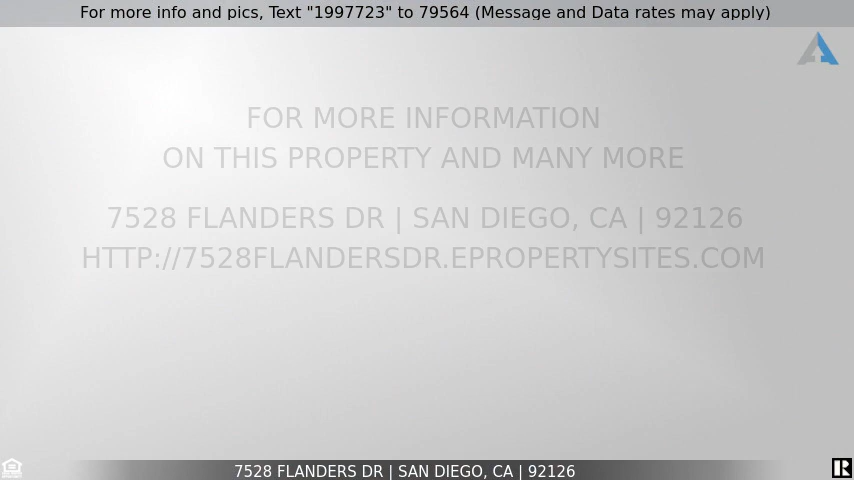 For more info and pics, Text "1997723" to 79564 (Message and Data rates may apply)
FOR MORE INFORMATION
ON THIS PROPERTY AND MANY MORE
7528 FLANDERS DR | SAN DIEGO, CA | 92126
HTTP://7528FLANDERSDR.EPROPERTYSITES.COM
7528 FLANDERS DR | SAN DIEGO, CA | 92126